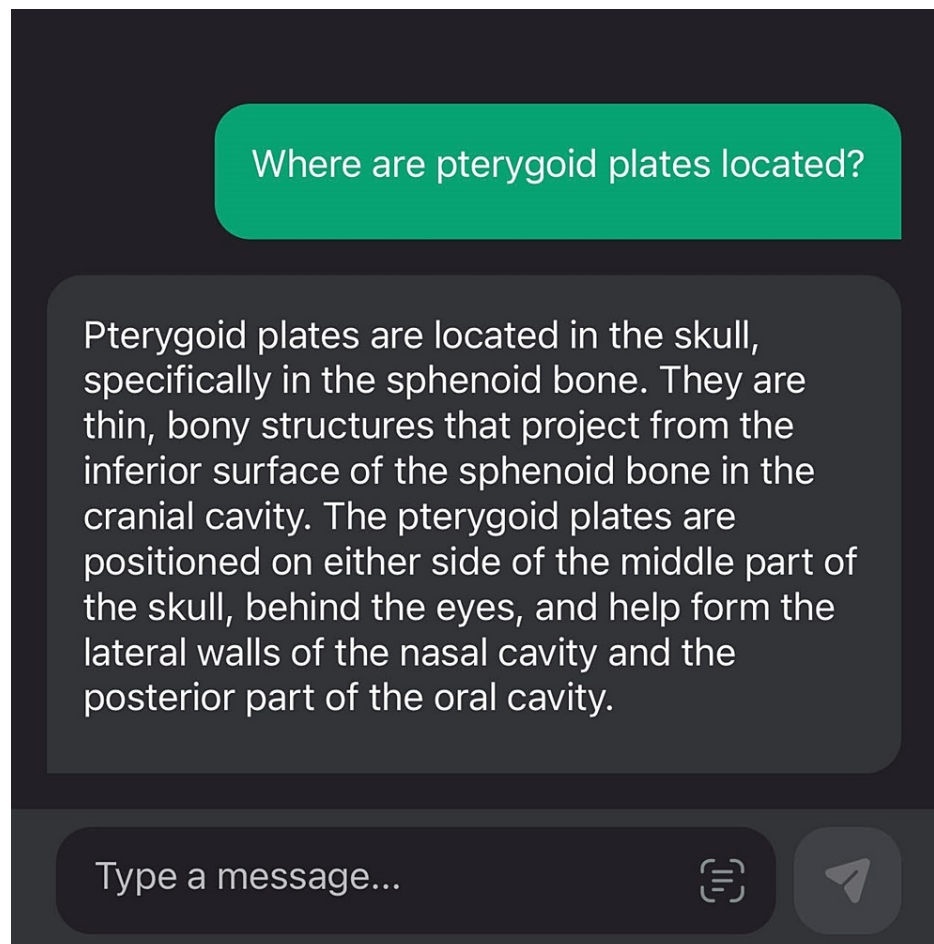 Where are pterygoid plates located?
Pterygoid plates are located in the skull,
specifically in the sphenoid bone. They are
thin, bony structures that project from the
inferior surface of the sphenoid bone in the
cranial cavity. The pterygoid plates are
positioned on either side of the middle part of
the skull, behind the eyes, and help form the
lateral walls of the nasal cavity and the
posterior part of the oral cavity.
Type a message...